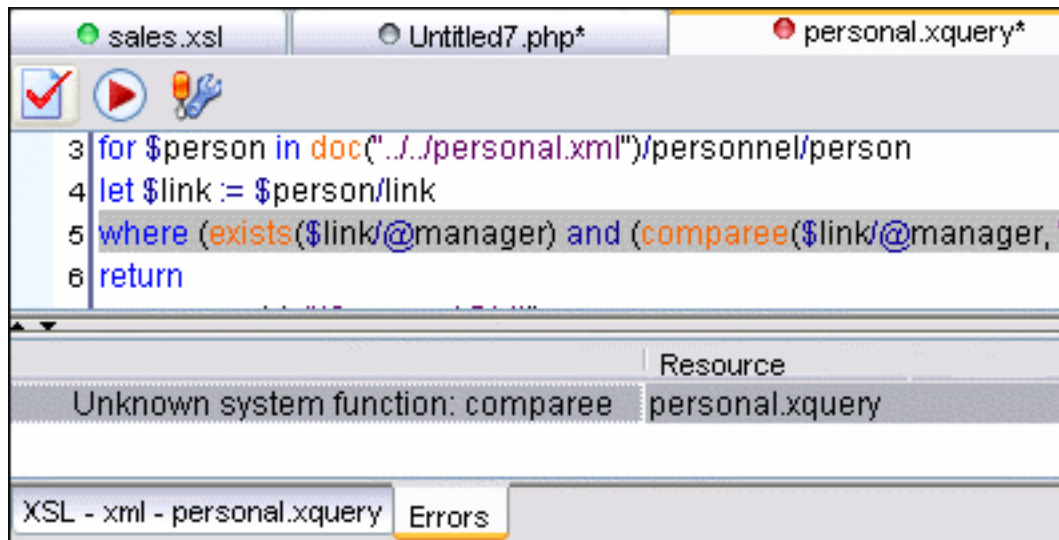 sales.xsl Untitled7.php* personal.xquery*
3 for $person in doc("../../personal.xml")/personnel/person
4 let $link := $person/link
5 where (exists($link/@manager) and (comparee($link/@manager,
6 return
Resource
Unknown system function: comparee personal.xquery
XSL - xml - personal.xquery Errors